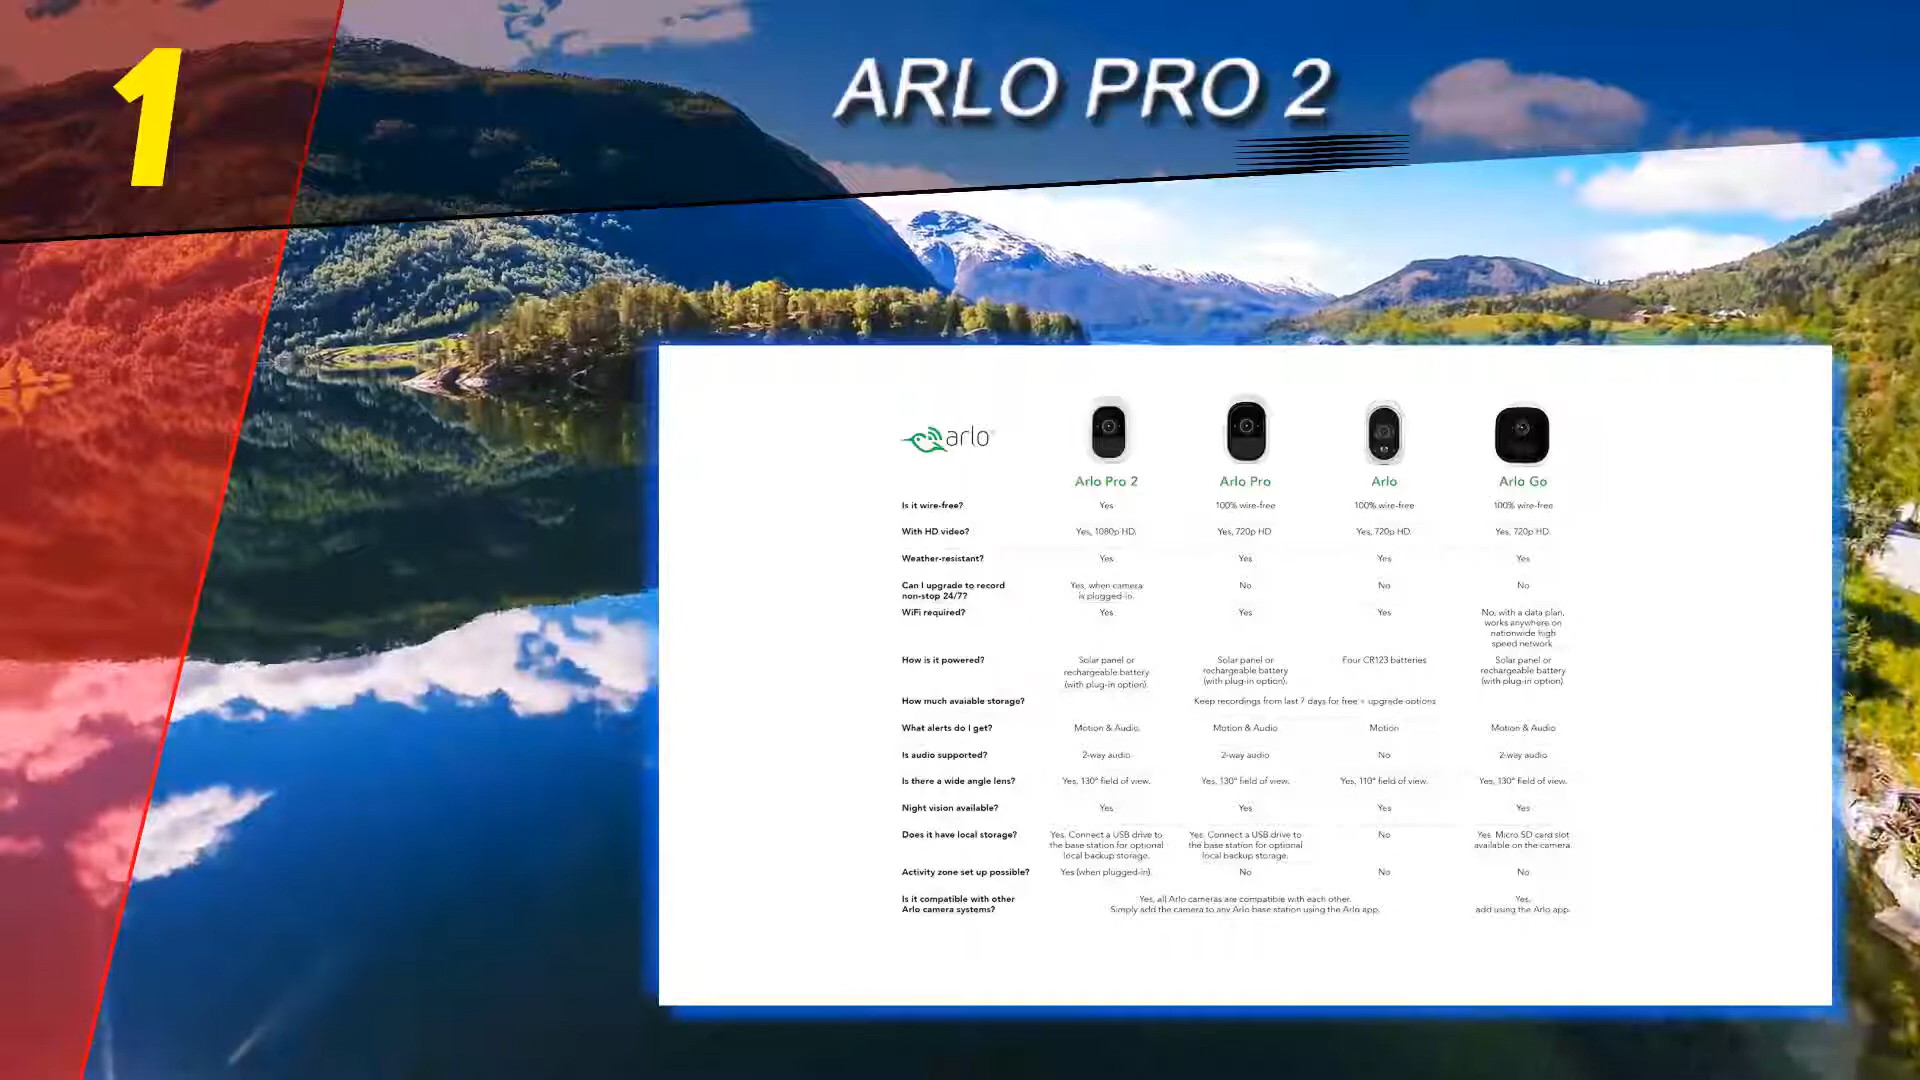 1
ARLO PRO 2
arlo
Arlo Pro 2 Arlo Pro Arlo Arlo Go
Is it wire-free? Yes 100% wire-free 100% wire-free 100% wire-free
With HD video? Yes, 1080p HD. Yes, 720p HD Yes, 720p HD. Yes, 720p HD.
Weather-resistant? Yes Yes Yes Yes
Can I upgrade to record Yes, when camera No No No
non-stop 24/7? is plugged-in.
WiFi required? Yes Yes Yes No, with a data plan,
works anywhere on
nationwide high
speed network
How is it powered? Solar panel or Solar panel or Four CR123 batteries Solar panel or
rechargeable battery rechargeable battery rechargeable battery
(with plug-in option). (with plug-in option). (with plug-in option).
How much avaiable storage? Keep recordings from last 7 days for free + upgrade options
What alerts do I get? Motion & Audio. Motion & Audio Motion Motion & Audio
Is audio supported? 2-way audio 2-way audio No 2-way audio
Is there a wide angle lens? Yes, 130° field of view. Yes, 130° field of view. Yes, 110° field of view. Yes, 130° field of view.
Night vision available? Yes Yes Yes Yes
Does it have local storage? Yes. Connect a USB drive to Yes. Connect a USB drive to No Yes. Micro SD card slot
the base station for optional the base station for optional available on the camera.
local backup storage. local backup storage.
Activity zone set up possible? Yes (when plugged-in). No No No
Is it compatible with other Yes, all Arlo cameras are compatible with each other. Yes,
Arlo camera systems? Simply add the camera to any Arlo base station using the Arlo app. add using the Arlo app.